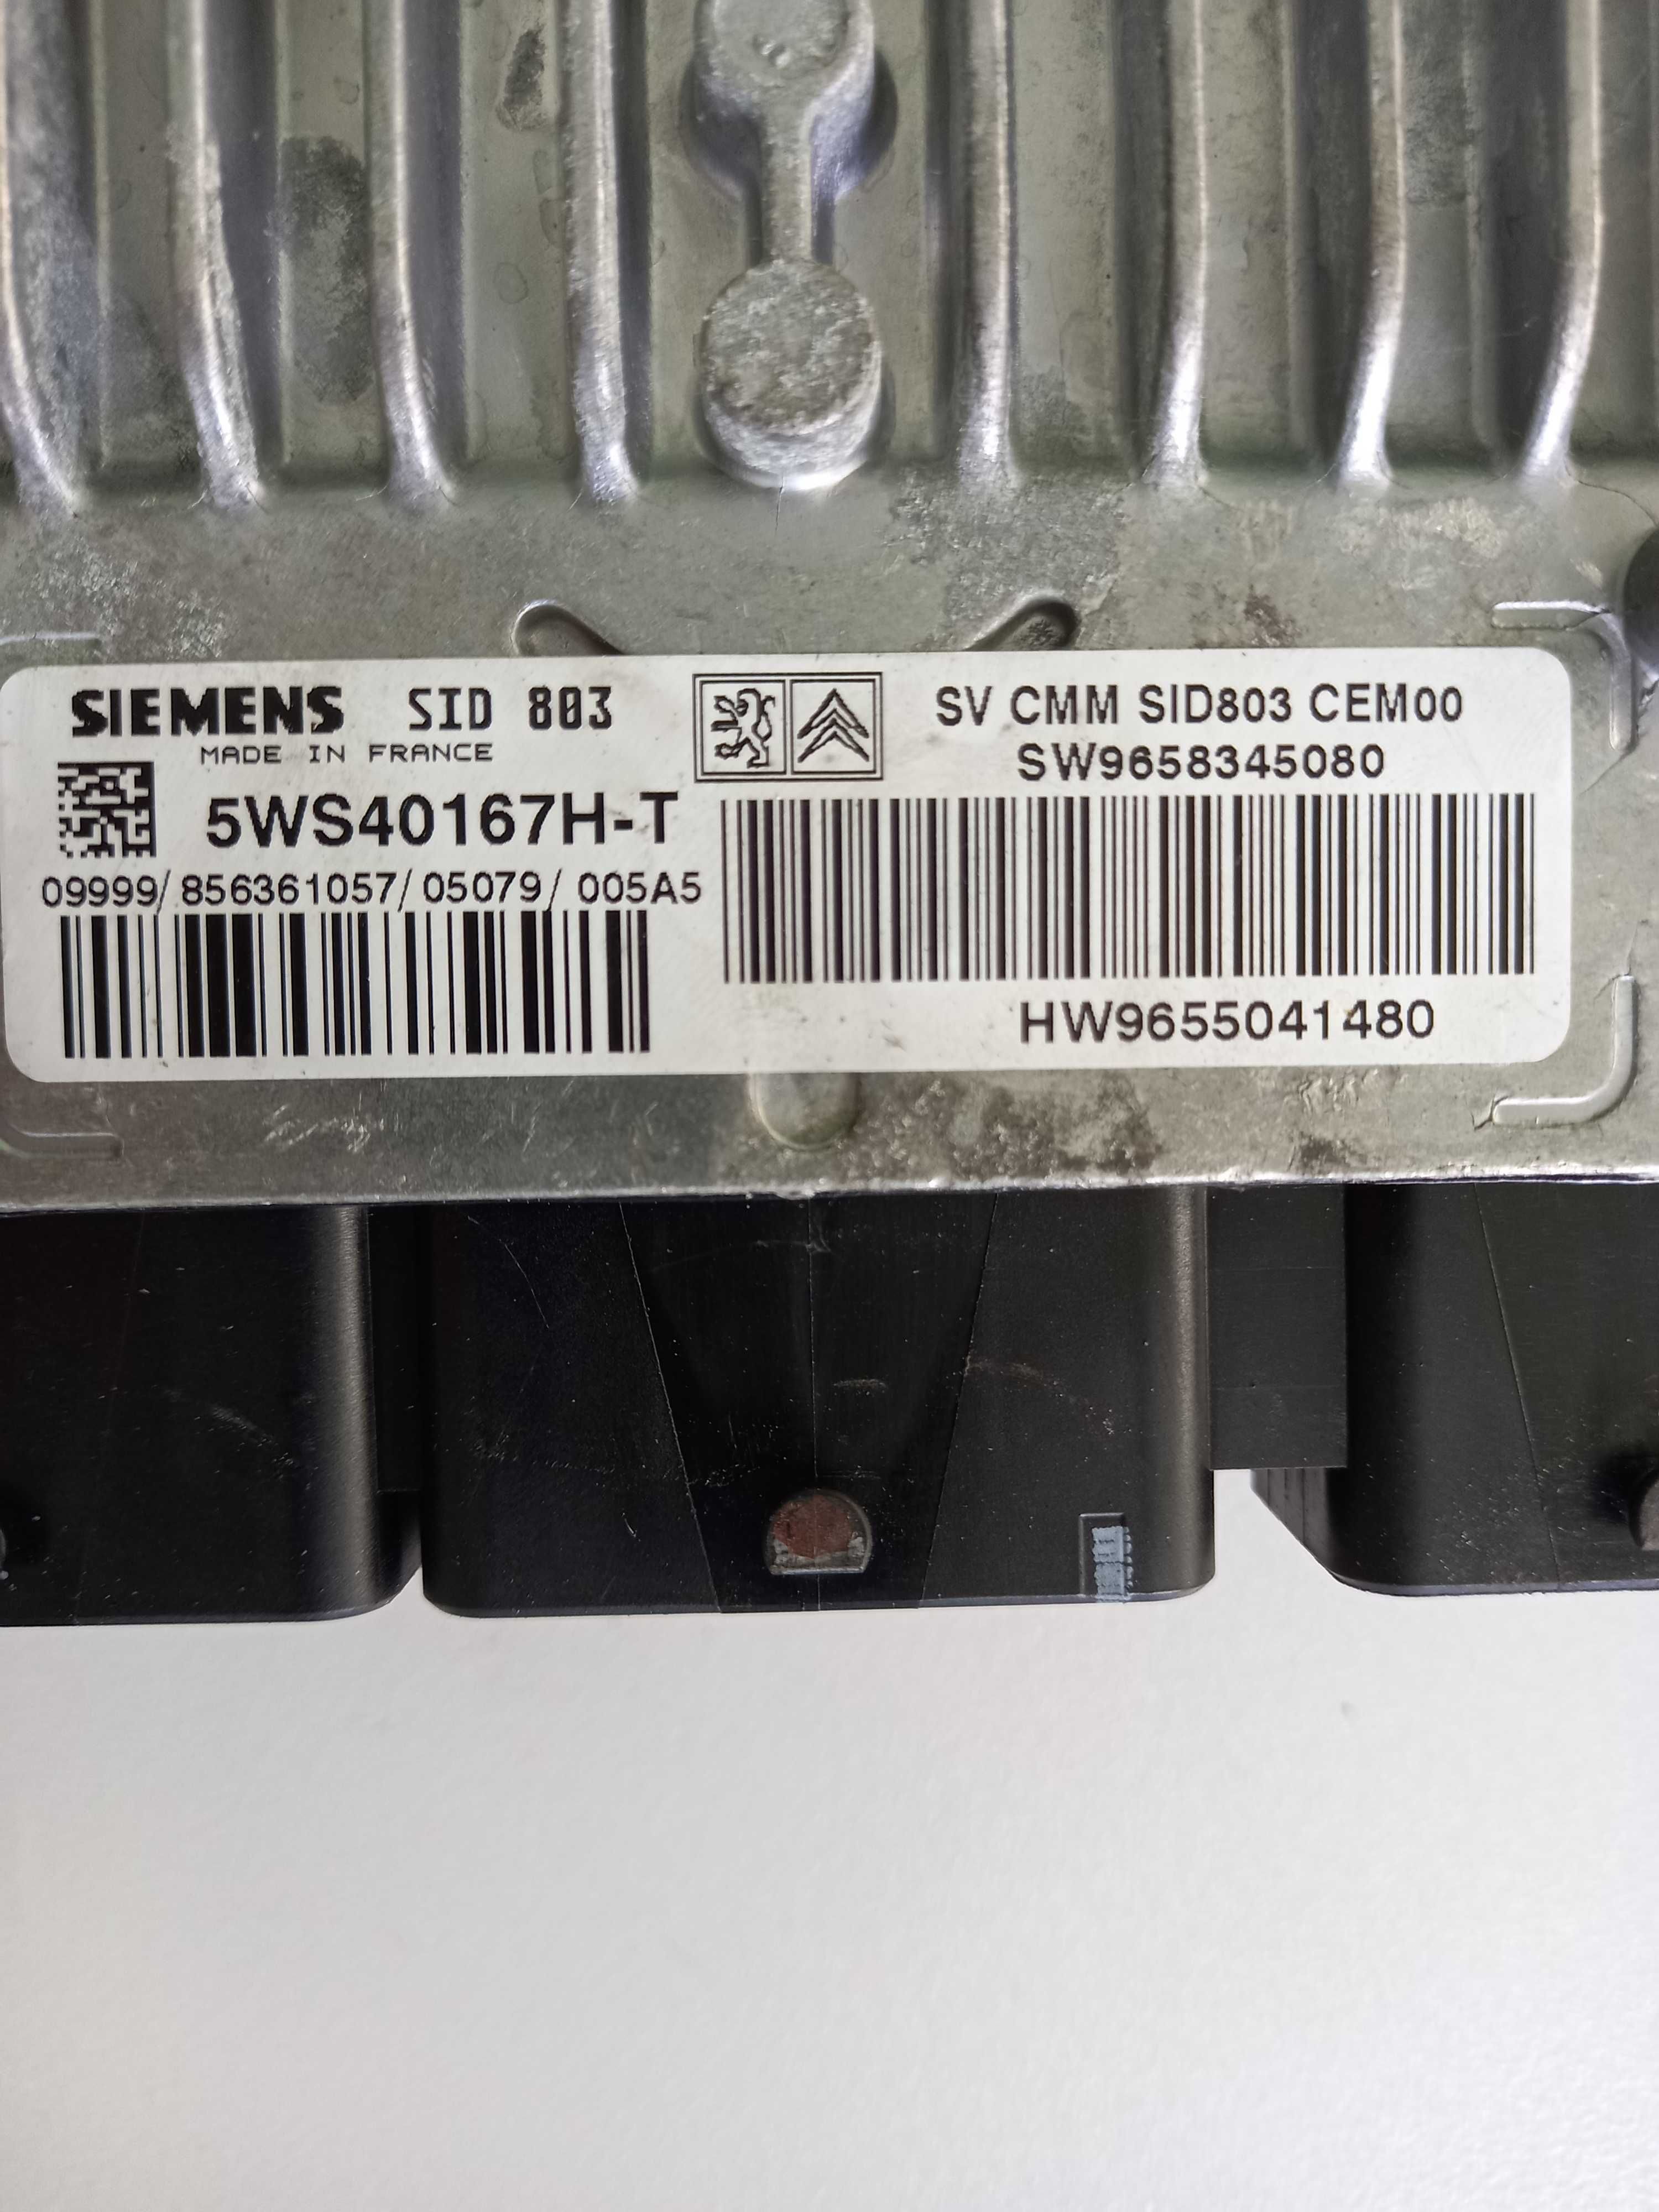 SIEMENS SID 803
MADE IN FRANCE
5WS40167H-T
09999/856361057/05079/005A5
SV CMM SID803 CEM00
SW9658345080
HW9655041480